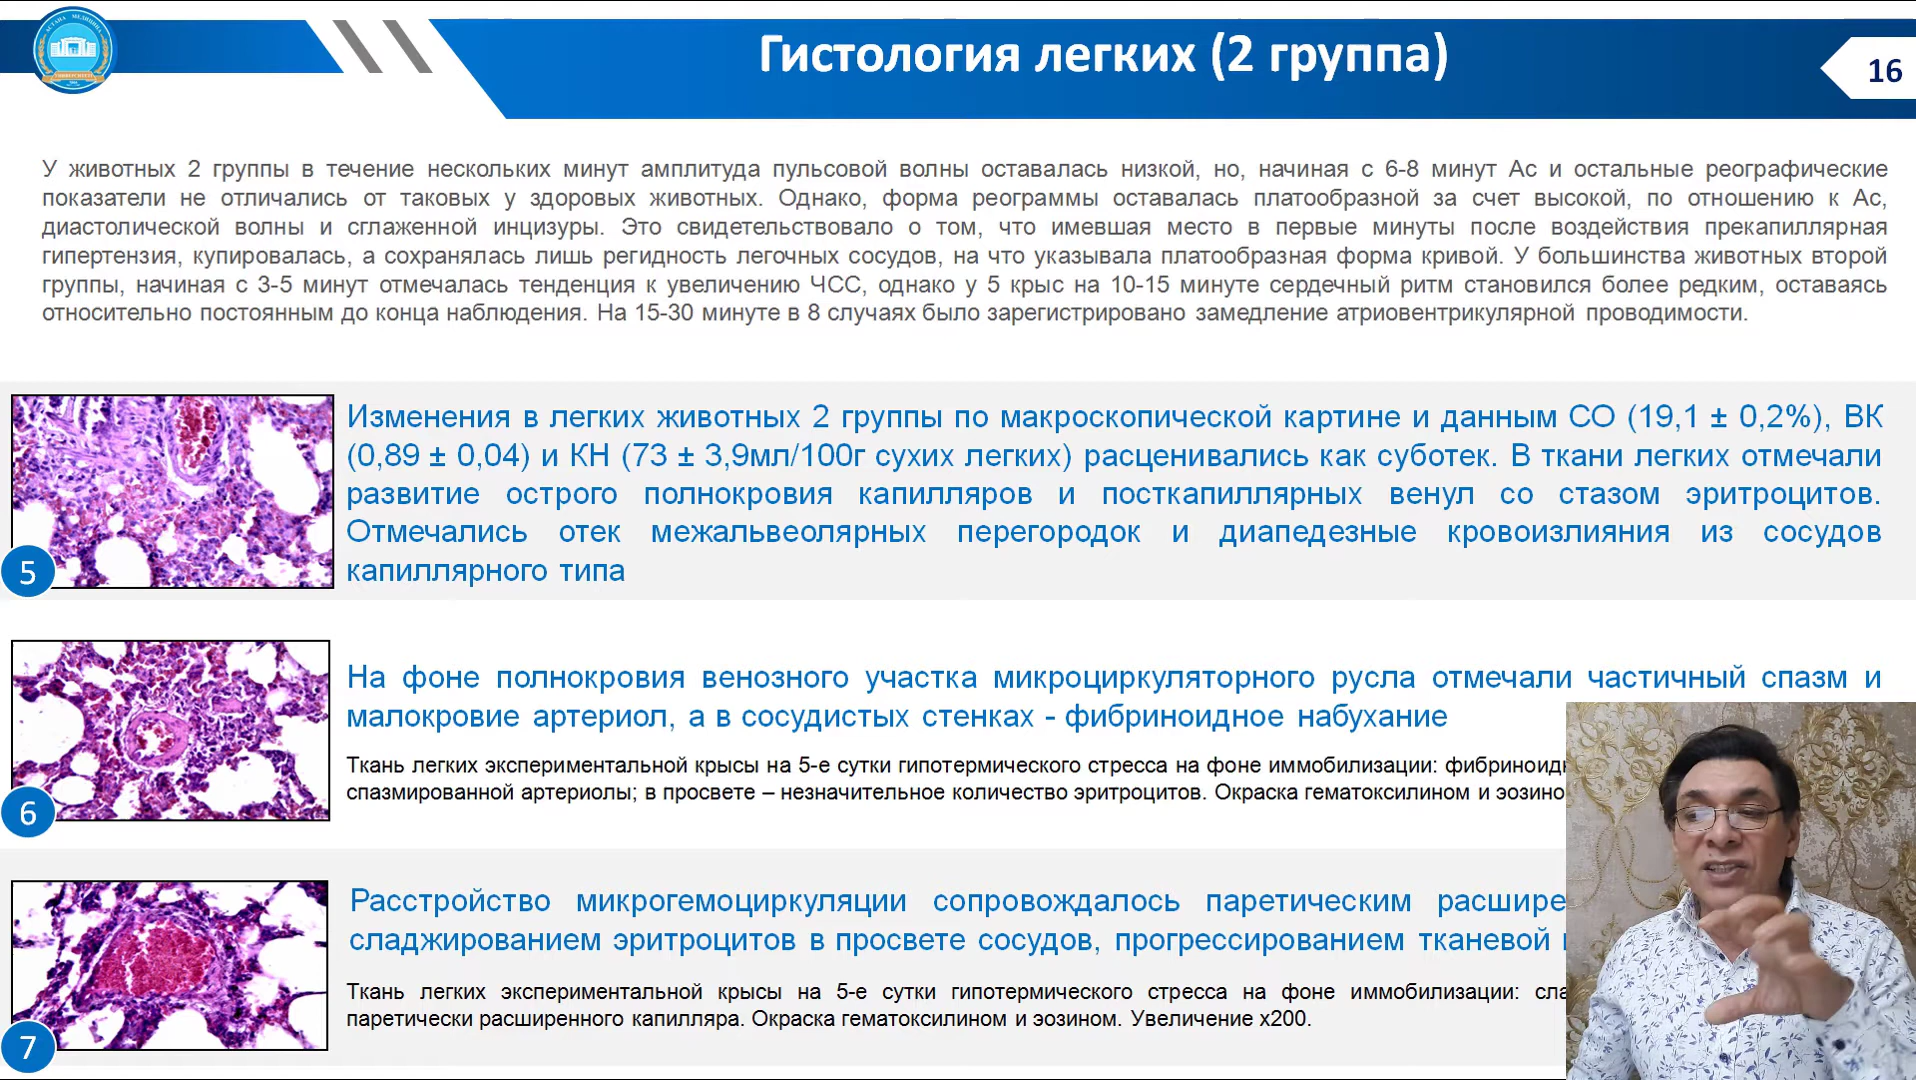 Гистология легких (2 группа)
16
У животных 2 группы в течение нескольких минут амплитуда пульсовой волны оставалась низкой, но, начиная с 6-8 минут Ас и остальные реографические
показатели не отличались от таковых у здоровых животных. Однако, форма реограммы оставалась платообразной за счет высокой, по отношению к Ас,
диастолической волны и сглаженной инцизуры. Это свидетельствовало о том, что имевшая место в первые минуты после воздействия прекапиллярная
гипертензия, купировалась, а сохранялась лишь регидность легочных сосудов, на что указывала платообразная форма кривой. У большинства животных второй
группы, начиная с 3-5 минут отмечалась тенденция к увеличению ЧСС, однако у 5 крыс на 10-15 минуте сердечный ритм становился более редким, оставаясь
относительно постоянным до конца наблюдения. На 15-30 минуте в 8 случаях было зарегистрировано замедление атриовентрикулярной проводимости.
Изменения в легких животных 2 группы по макроскопической картине и данным СО (19,1 ± 0,2%), ВК
(0,89 ± 0,04) и КН (73 ± 3,9мл/100г сухих легких) расценивались как суботек. В ткани легких отмечали
развитие острого полнокровия капилляров и посткапиллярных венул со стазом эритроцитов.
Отмечались отек межальвеолярных перегородок и диапедезные кровоизлияния из сосудов
капиллярного типа
5
На фоне полнокровия венозного участка микроциркуляторного русла отмечали частичный спазм и
малокровие артериол, а в сосудистых стенках - фибриноидное набухание
Ткань легких экспериментальной крысы на 5-е сутки гипотермического стресса на фоне иммобилизации:
спазмированной артериолы; в просвете – незначительное количество эритроцитов. Окраска гематоксилином и
6
Расстройство микрогемоциркуляции сопровождалось паретическим
сладжированием эритроцитов в просвете сосудов, прогрессированием тканевой
Ткань легких экспериментальной крысы на 5-е сутки гипотермического стресса на фоне иммобилизации:
паретически расширенного капилляра. Окраска гематоксилином и эозином. Увеличение х200.
7